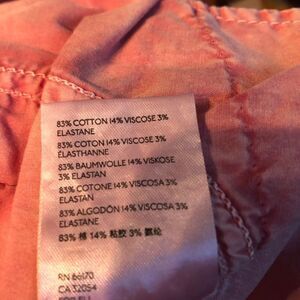 83% COTTON 14% VISCOSE 3%
ELASTANE
83% COTON 14% VISCOSE 3%
ÉLASTHANNE
83% BAUMWOLLE 14% VISKOSE
3% ELASTAN
83% COTONE 14% VISCOSA 3%
ELASTAN
83% ALGODÓN 14% VISCOSA 3%
ELASTANE
83% 棉 14% 粘胶 3% 氨纶
RN 66170
CA 32054